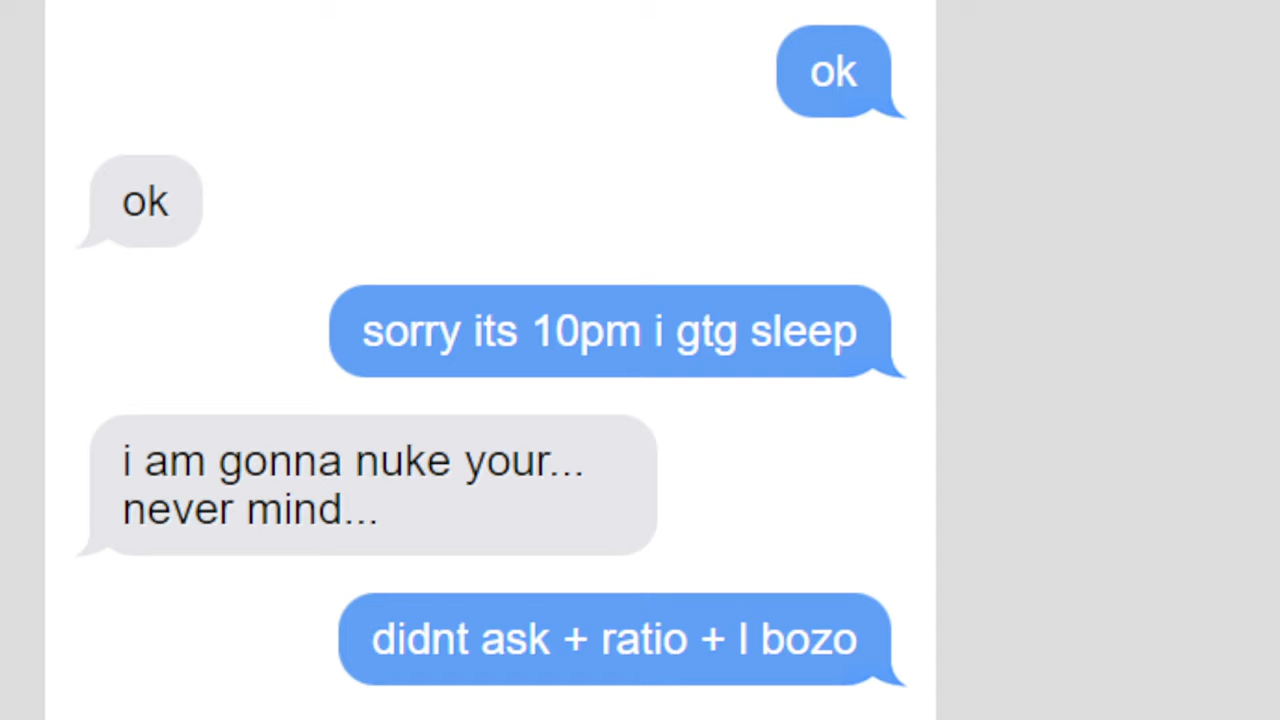 ok
ok
sorry its 10pm i gtg sleep
i am gonna nuke your...
never mind...
didnt ask + ratio + l bozo